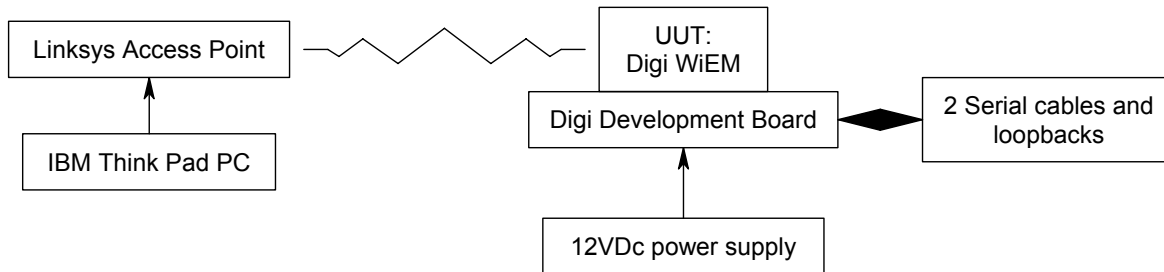 Linksys Access Point
UUT:
Digi WiEM
Digi Development Board
2 Serial cables and
loopbacks
IBM Think Pad PC
12VDc power supply